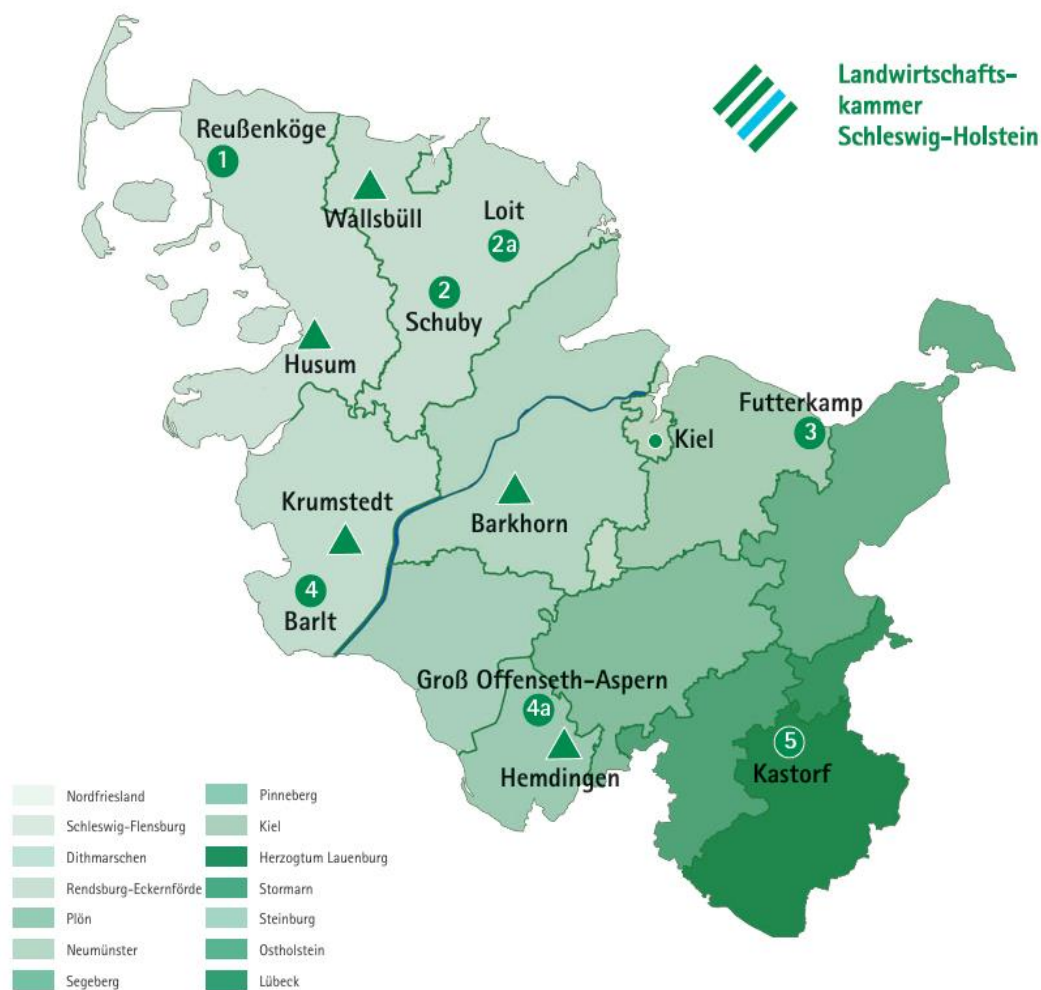 Landwirtschafts-
kammer
Schleswig-Holstein
Reußenköge
1
Wallsbüll
Loit
2a
2
Schuby
Husum
Futterkamp
3
Kiel
Krumstedt
Barkhorn
4
Barlt
Groß Offenseth-Aspern
4a
Hemdingen
5
Kastorf
Nordfriesland
Schleswig-Flensburg
Dithmarschen
Rendsburg-Eckernförde
Plön
Neumünster
Segeberg
Pinneberg
Kiel
Herzogtum Lauenburg
Stormarn
Steinburg
Ostholstein
Lübeck